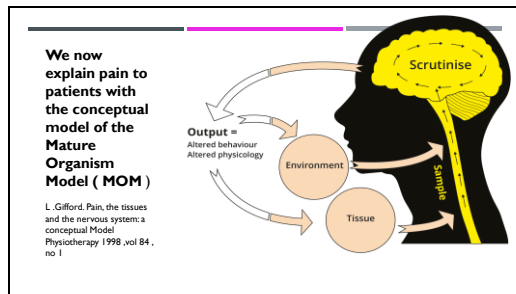 We now
explain pain to
patients with
the conceptual
model of the
Mature
Organism
Model ( MOM )
L .Gifford. Pain, the tissues
and the nervous system: a
conceptual Model
Physiotherapy 1998 ,vol 84 ,
no 1
Scrutinise
Output =
Altered behaviour
Altered physicology
Environment
Sample
Tissue